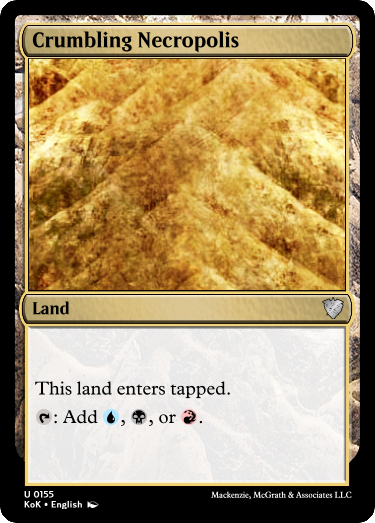 Crumbling Necropolis
Land
This land enters tapped.
: Add , , or .
U 0155
KoK • English
Mackenzie, McGrath & Associates LLC